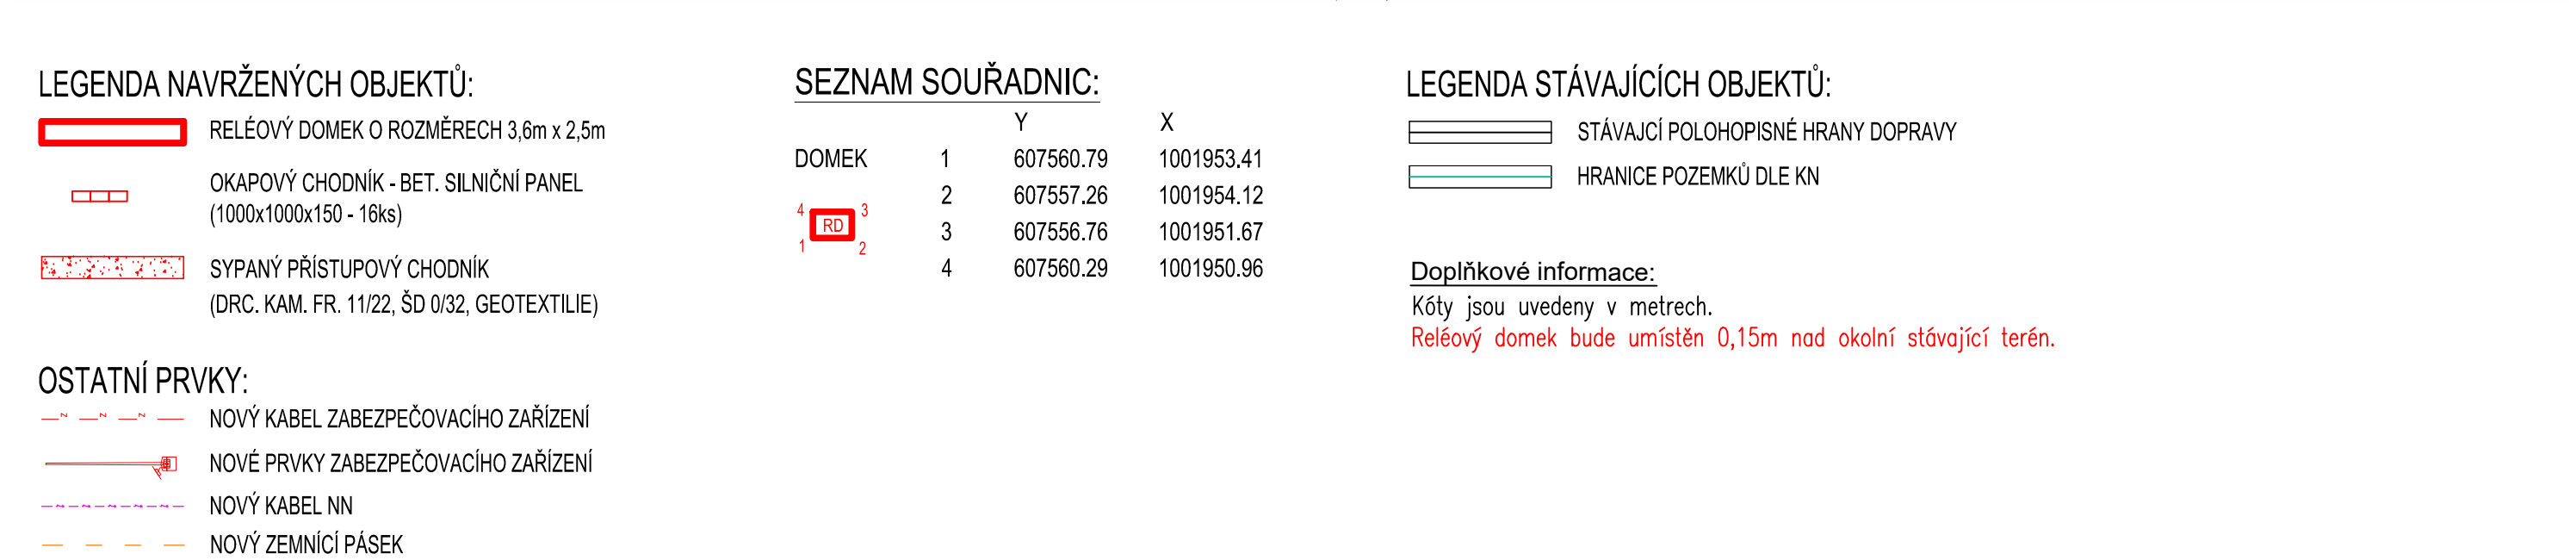 LEGENDA NAVRŽENÝCH OBJEKTŮ:
RELÉOVÝ DOMEK O ROZMĚRECH 3,6m x 2,5m
OKAPOVÝ CHODNÍK - BET. SILNIČNÍ PANEL
(1000x1000x150 - 16ks)
SYPANÝ PŘÍSTUPOVÝ CHODNÍK
(DRC. KAM. FR. 11/22, ŠD 0/32, GEOTEXTILIE)
OSTATNÍ PRVKY:
z z z
NOVÝ KABEL ZABEZPEČOVACÍHO ZAŘÍZENÍ
NOVÉ PRVKY ZABEZPEČOVACÍHO ZAŘÍZENÍ
NOVÝ KABEL NN
NOVÝ ZEMNÍCÍ PÁSEK
SEZNAM SOUŘADNIC:
Y X
DOMEK 1 607560.79 1001953.41
2 607557.26 1001954.12
3 607556.76 1001951.67
4 607560.29 1001950.96
4 3
RD
1 2
LEGENDA STÁVAJÍCÍCH OBJEKTŮ:
STÁVAJCÍ POLOHOPISNÉ HRANY DOPRAVY
HRANICE POZEMKŮ DLE KN
Doplňkové informace:
Kóty jsou uvedeny v metrech.
Reléový domek bude umístěn 0,15m nad okolní stávající terén.